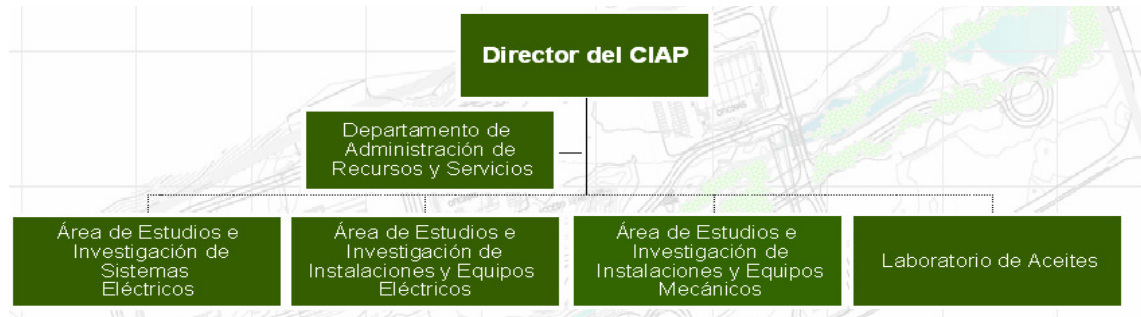 Director del CIAP
Departamento de
Administración de
Recursos y Servicios
Área de Estudios e
Investigación de
Sistemas
Eléctricos
Área de Estudios e
Investigación de
Instalaciones y Equipos
Eléctricos
Área de Estudios e
Investigación de
Instalaciones y Equipos
Mecánicos
Laboratorio de Aceites